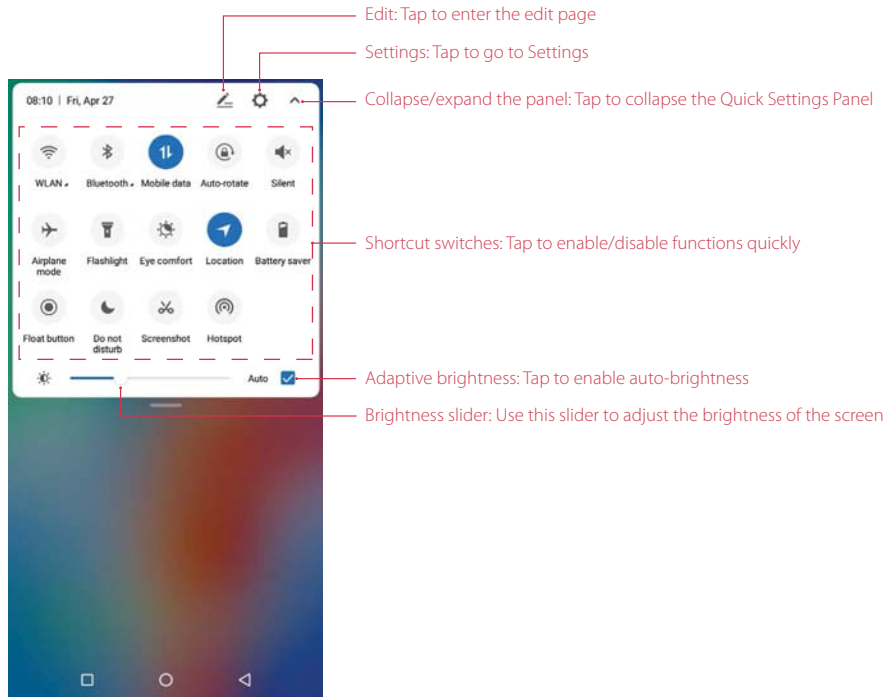 Edit: Tap to enter the edit page
Settings: Tap to go to Settings
08:10 | Fri, Apr 27
Collapse/expand the panel: Tap to collapse the Quick Settings Panel
WLAN
Bluetooth
Mobile data
Auto-rotate
Silent
Shortcut switches: Tap to enable/disable functions quickly
Airplane
mode
Flashlight
Eye comfort
Location
Battery saver
Float button
Do not
disturb
Screenshot
Hotspot
Auto
Adaptive brightness: Tap to enable auto-brightness
Brightness slider: Use this slider to adjust the brightness of the screen